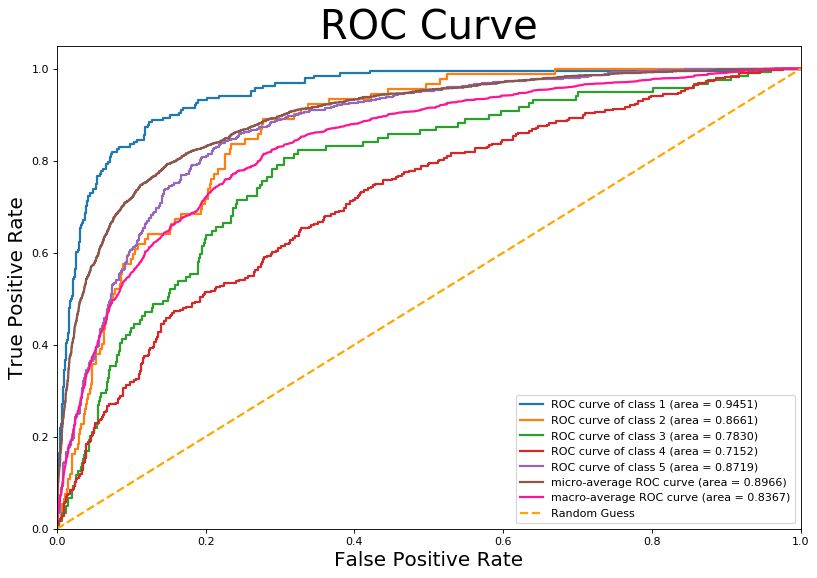 ROC Curve
True Positive Rate
1.0
0.8
0.6
0.4
0.2
0.0
0.0 0.2 0.4 0.6 0.8 1.0
False Positive Rate
ROC curve of class 1 (area = 0.9451)
ROC curve of class 2 (area = 0.8661)
ROC curve of class 3 (area = 0.7830)
ROC curve of class 4 (area = 0.7152)
ROC curve of class 5 (area = 0.8719)
micro-average ROC curve (area = 0.8966)
macro-average ROC curve (area = 0.8367)
Random Guess